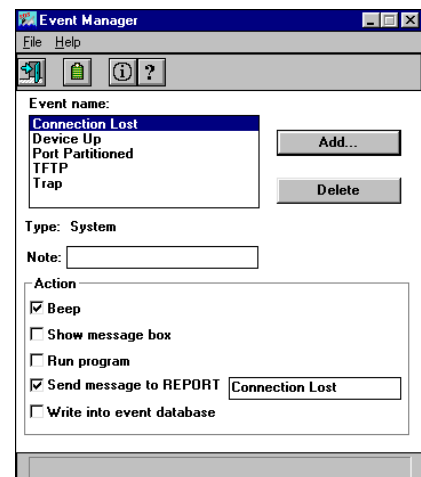 Event Manager
File Help
Event name:
Connection Lost
Device Up
Port Partitioned
TFTP
Trap
Add...
Delete
Type: System
Note:
Action
Beep
Show message box
Run program
Send message to REPORT Connection Lost
Write into event database